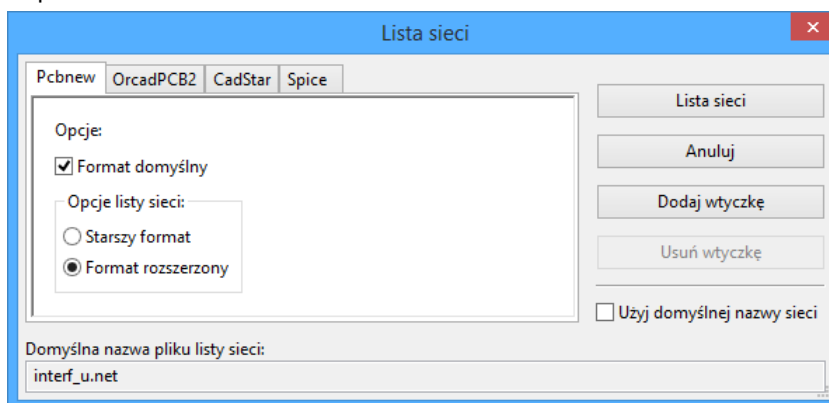 Lista sieci
Pcbnew OrcadPCB2 CadStar Spice
Opcje:
Format domyślny
Opcje listy sieci:
Starszy format
Format rozszerzony
Lista sieci
Anuluj
Dodaj wtyczkę
Usuń wtyczkę
Użyj domyślnej nazwy sieci
Domyślna nazwa pliku listy sieci:
interf_u.net